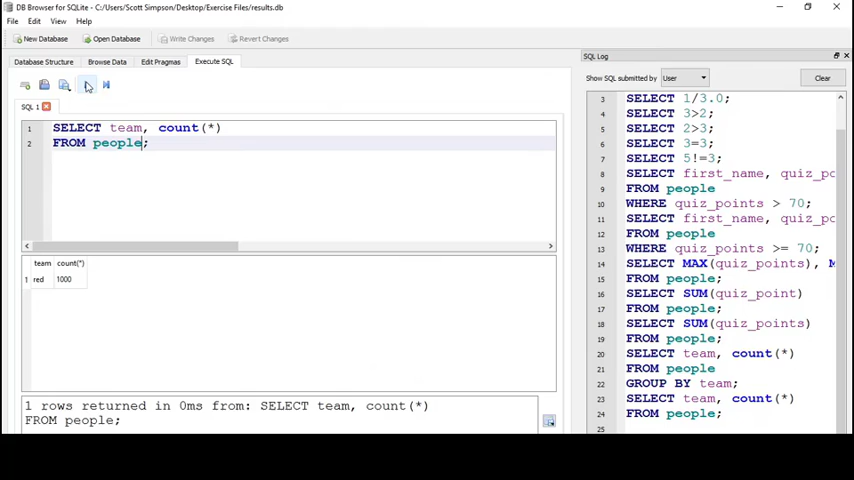 DB Browser for SQLite - C:/Users/Scott Simpson/Desktop/Exercise Files/results.db
File Edit View Help
New Database Open Database Write Changes Revert Changes
Database Structure Browse Data Edit Pragmas Execute SQL
SQL 1
1 SELECT team, count(*)
2 FROM people;
team count(*)
1 red 1000
1 rows returned in 0ms from: SELECT team, count(*)
FROM people;
SQL Log
Show SQL submitted by User Clear
3 SELECT 1/3.0;
4 SELECT 3>2;
5 SELECT 2>3;
6 SELECT 3=3;
7 SELECT 5!=3;
8 SELECT first_name, quiz_po
9 FROM people
10 WHERE quiz_points > 70;
11 SELECT first_name, quiz_po
12 FROM people
13 WHERE quiz_points >= 70;
14 SELECT MAX(quiz_points), M
15 FROM people;
16 SELECT SUM(quiz_point)
17 FROM people;
18 SELECT SUM(quiz_points)
19 FROM people;
20 SELECT team, count(*)
21 FROM people
22 GROUP BY team;
23 SELECT team, count(*)
24 FROM people;
25